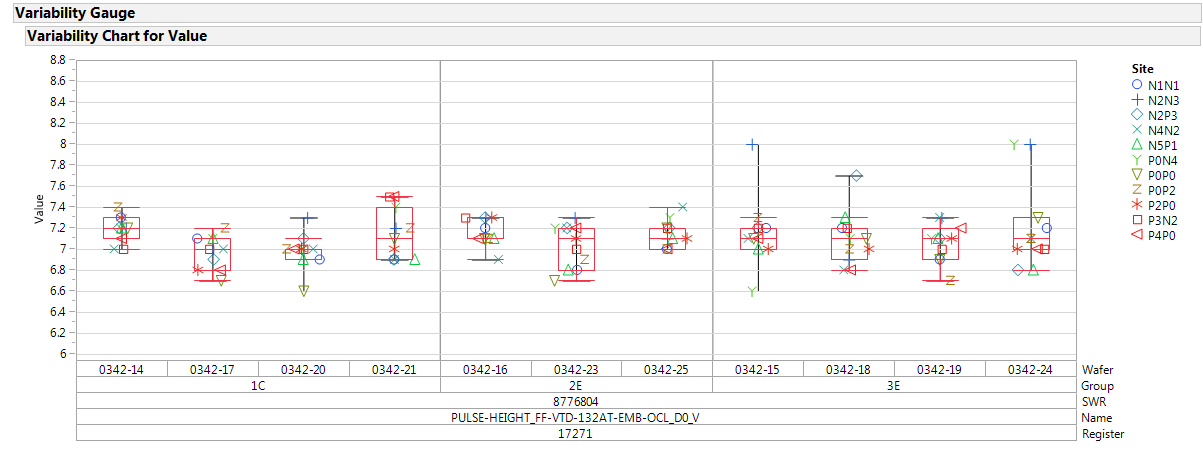 Variability Gauge
Variability Chart for Value
Value
8.8
8.6
8.4
8.2
8
7.8
7.6
7.4
7.2
7
6.8
6.6
6.4
6.2
6
Site
N1N1
N2N3
N2P3
N4N2
N5P1
P0N4
P0P0
P0P2
P2P0
P3N2
P4P0
0342-14 0342-17 0342-20 0342-21 0342-16 0342-23 0342-25 0342-15 0342-18 0342-19 0342-24 Wafer
1C 2E 3E Group
8776804 SWR
PULSE-HEIGHT_FF-VTD-132AT-EMB-OCL_D0_V Name
17271 Register